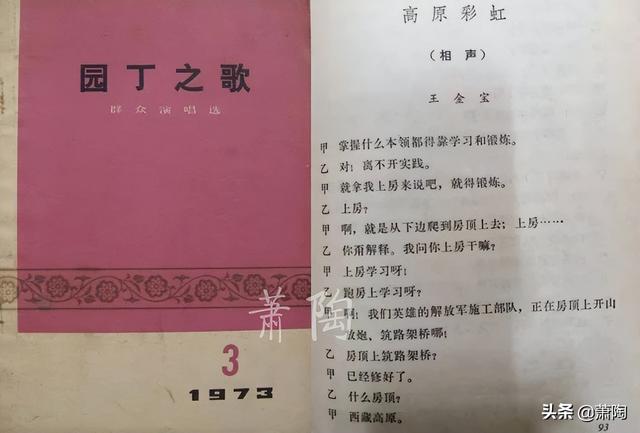 园丁之歌
群众演唱选
3
1973
高原彩虹
（相声）
王金宝
甲 掌握什么本领都得靠学习和锻炼。
乙 对！离不开实践。
甲 就拿我上房来说吧，就得锻炼。
乙 上房？
甲 啊，就是从下边爬到房顶上去；上房……
乙 你甭解释。我问你上房干嘛？
甲 上房学习呀！
乙 跑房上学习呀？
甲 啊！我们英雄的解放军施工部队，正在房顶上开山
放炮、筑路架桥哪！
乙 房顶上筑路架桥？
甲 已经修好了。
乙 什么房顶？
甲 西藏高原。
93
萧陶
头条 @萧陶